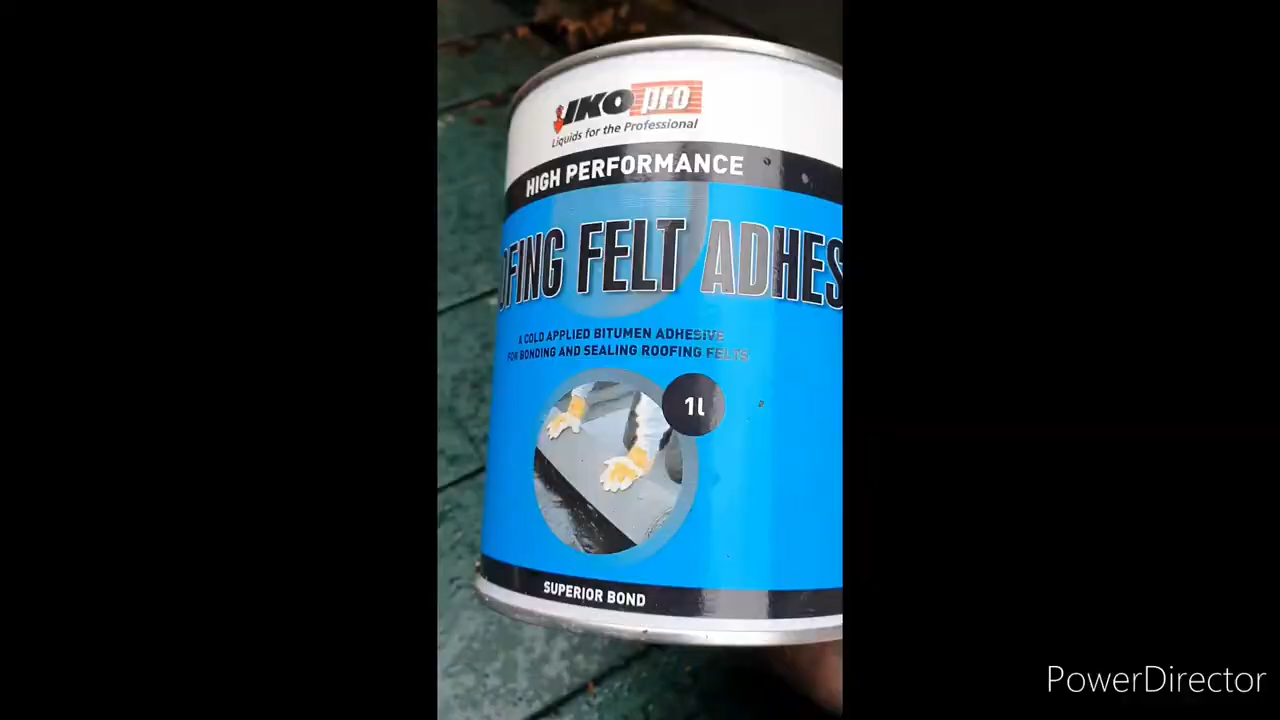 IKO pro
Liquids for the Professional
HIGH PERFORMANCE
OFING FELT ADHES
A COLD APPLIED BITUMEN ADHESIVE
FOR BONDING AND SEALING ROOFING FELTS
1l
SUPERIOR BOND
PowerDirector